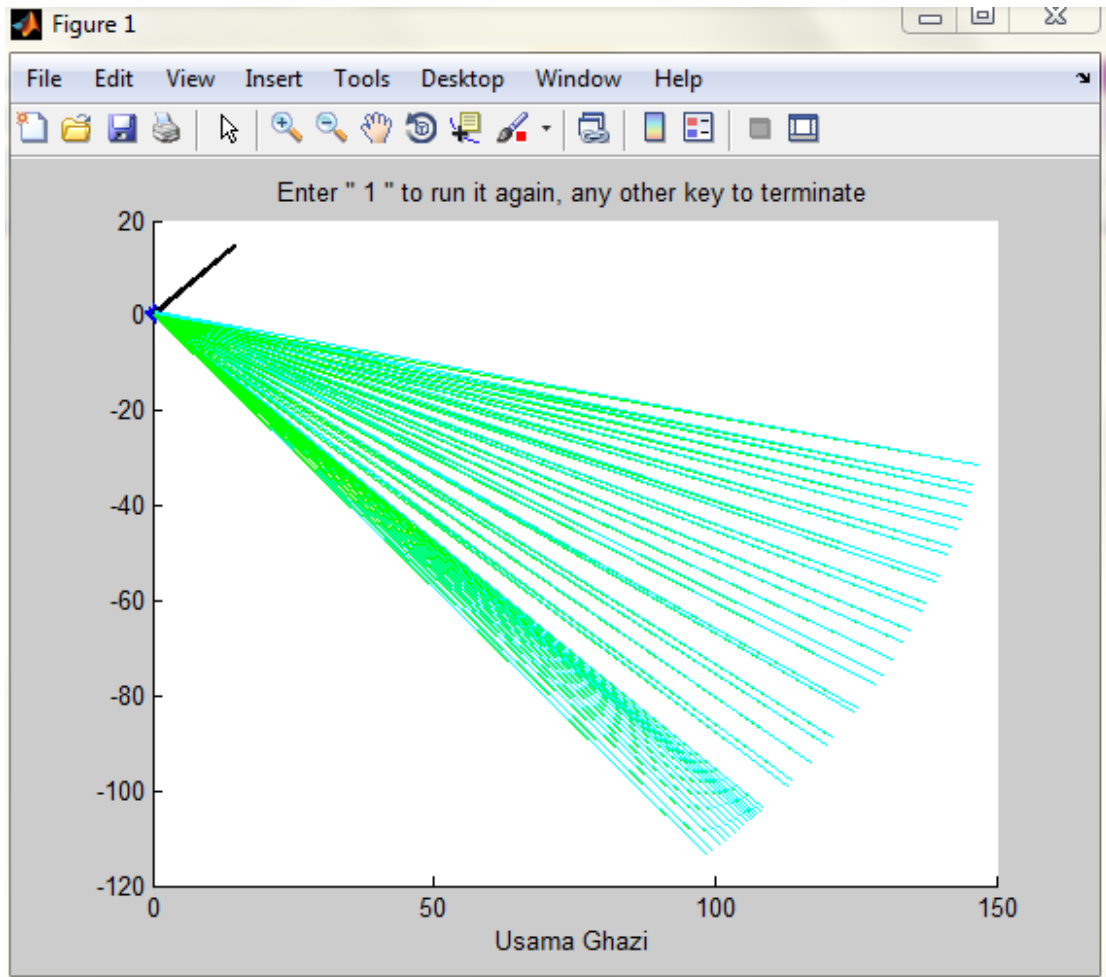 Figure 1
File Edit View Insert Tools Desktop Window Help
Enter " 1 " to run it again, any other key to terminate
20
0
-20
-40
-60
-80
-100
-120
0 50 100 150
Usama Ghazi